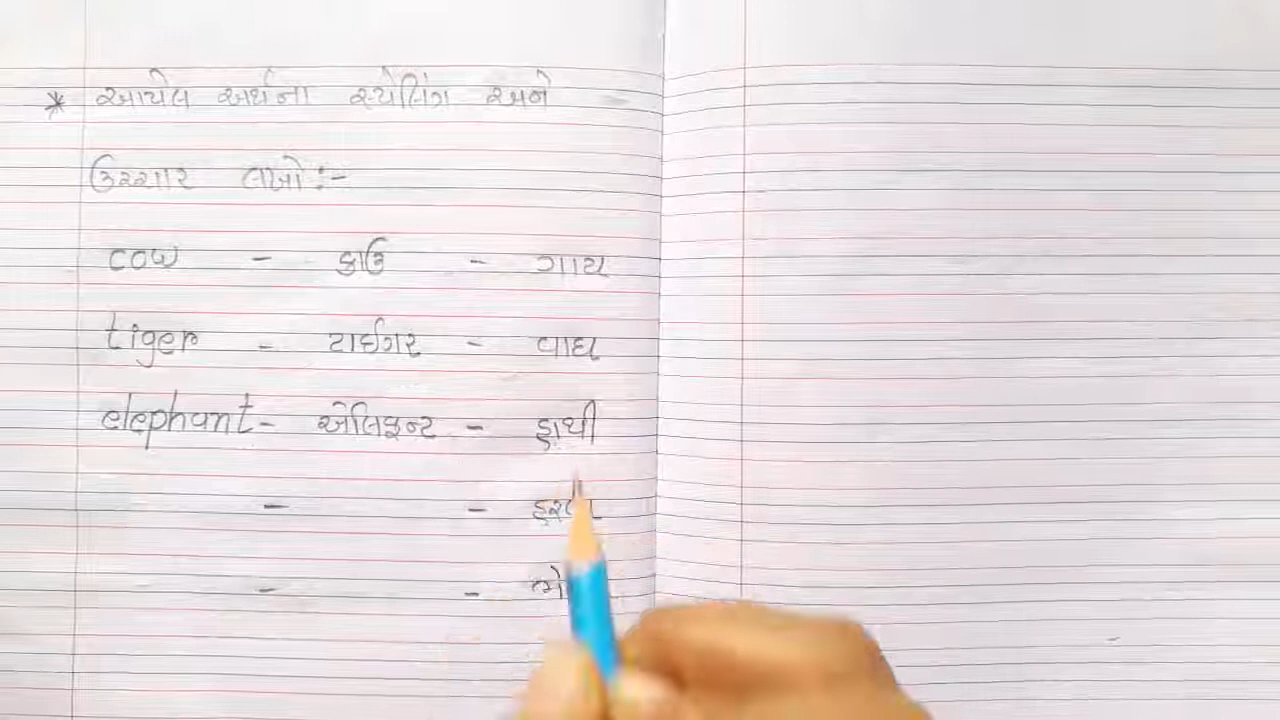 * આપેલ અર્થના સ્પેલિંગ અને
ઉચ્ચાર લખો :-
cow - કાઉ - ગાય
tiger - ટાઈગર - વાઘ
elephant - એલિફન્ટ - હાથી
- -
- -